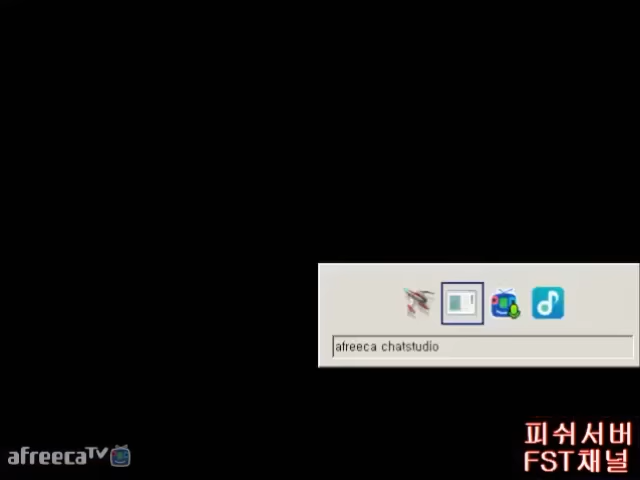 afreeca chatstudio
afreecaTV
피쉬서버
FST채널